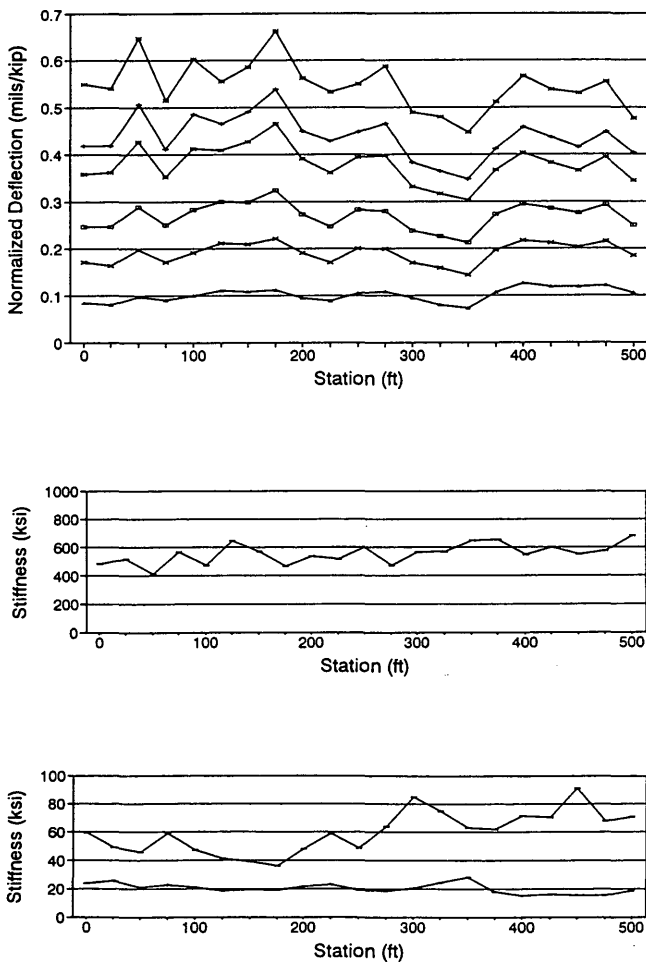 Normalized Deflection (mils/kip)
0.7
0.6
0.5
0.4
0.3
0.2
0.1
0
0 100 200 300 400 500
Station (ft)
Stiffness (ksi)
1000
800
600
400
200
0
0 100 200 300 400 500
Station (ft)
Stiffness (ksi)
100
80
60
40
20
0
0 100 200 300 400 500
Station (ft)